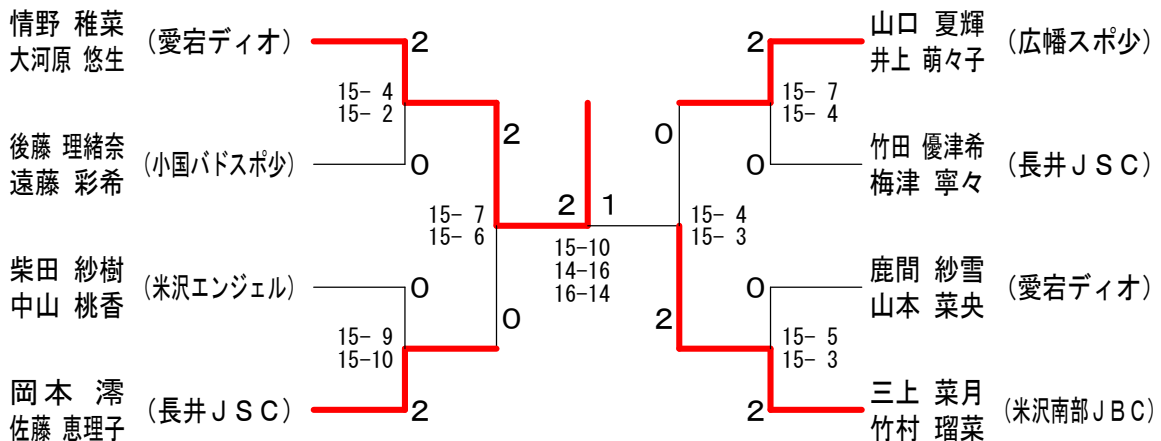 情野 稚菜
大河原 悠生
(愛宕ディオ)
2
15- 4
15- 2
後藤 理緒奈
遠藤 彩希
(小国バドスポ少)
0
2
15- 7
15- 6
柴田 紗樹
中山 桃香
(米沢エンジェル)
0
0
15- 9
15-10
岡本 澪
佐藤 恵理子
(長井JSC)
2
2 1
15-10
14-16
16-14
2
山口 夏輝
井上 萌々子
(広幡スポ少)
15- 7
15- 4
0
0
竹田 優津希
梅津 寧々
(長井JSC)
15- 4
15- 3
0
鹿間 紗雪
山本 菜央
(愛宕ディオ)
2
15- 5
15- 3
2
三上 菜月
竹村 瑠菜
(米沢南部JBC)